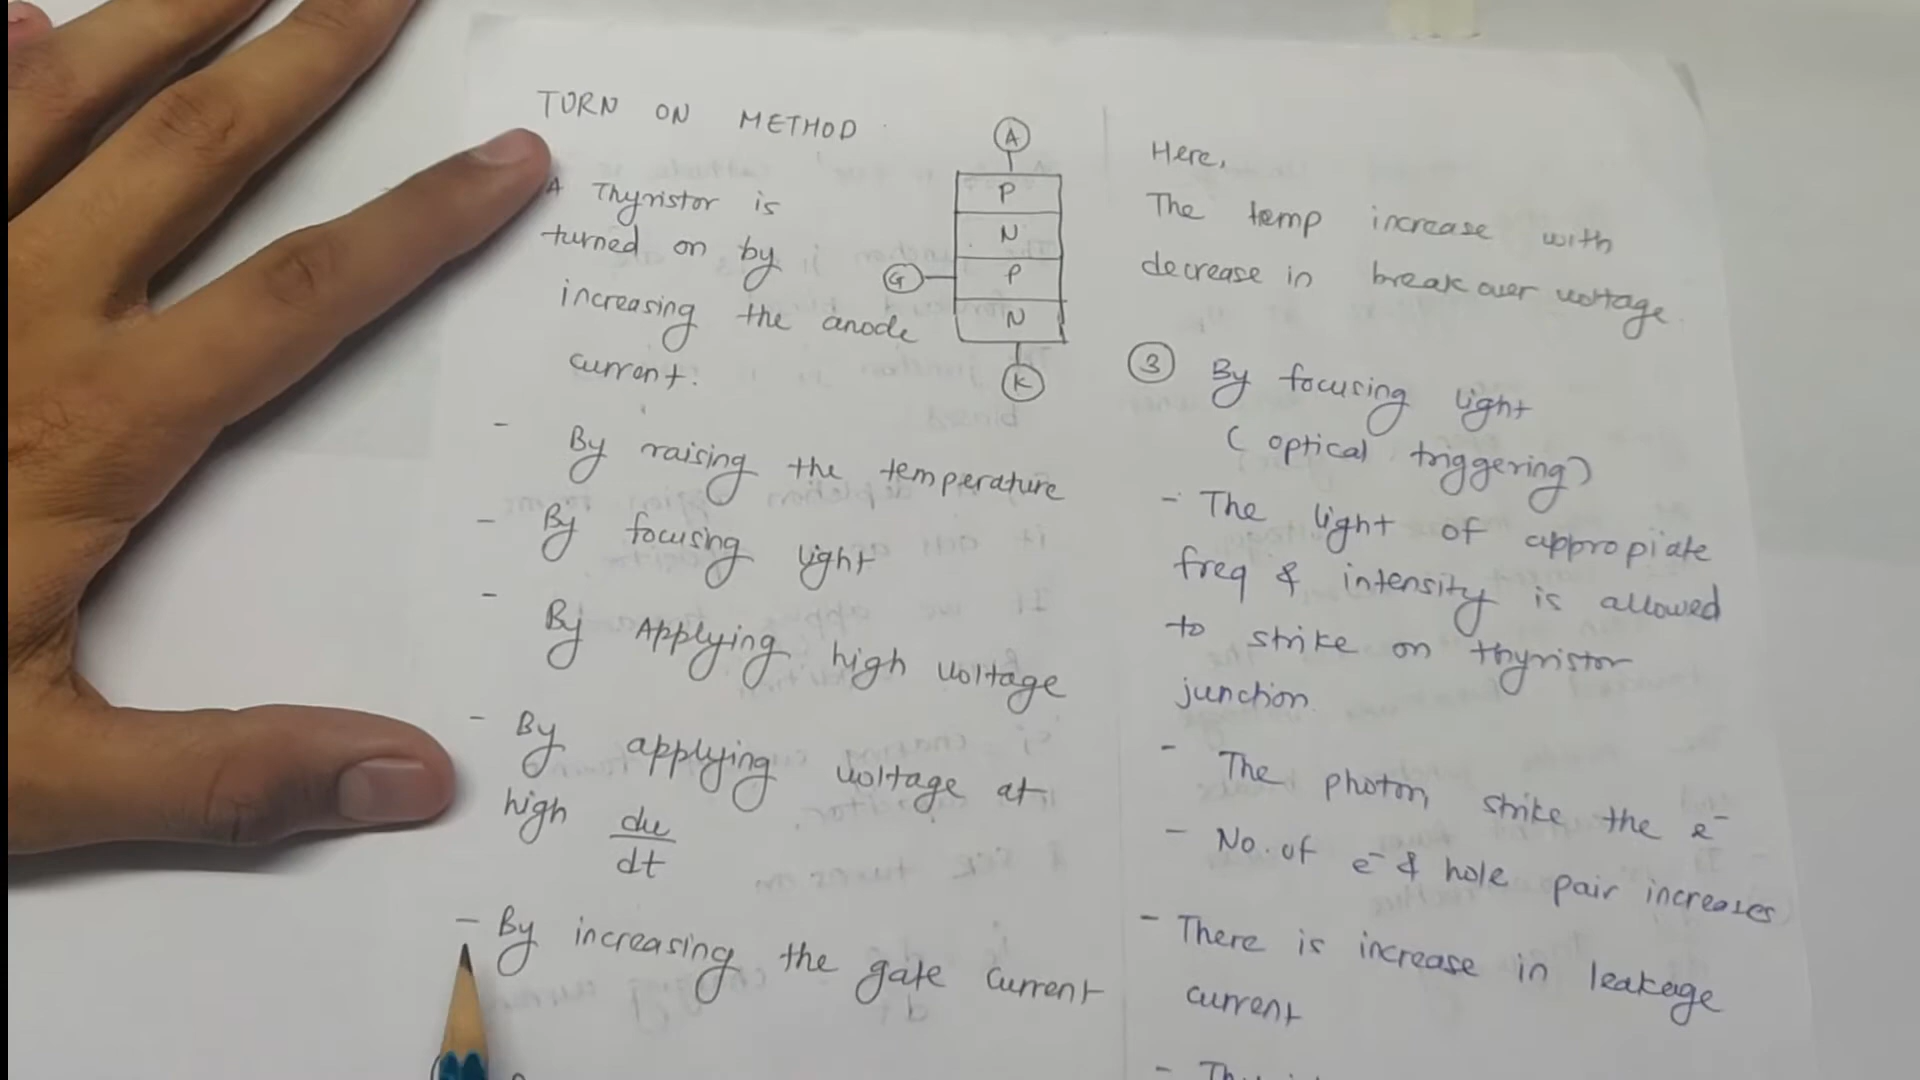 TURN ON METHOD
A Thyristor is
turned on by
increasing the anode
current.
A
P
N
G
P
N
K
- By raising the temperature
- By focusing light
- By Applying high voltage
- By applying voltage at
high dv/dt
- By increasing the gate current
Here,
The temp increase with
decrease in break over voltage
3 By focusing light
(optical triggering)
- The light of appropiate
freq & intensity is allowed
to strike on thyristor
junction.
- The photon strike the e⁻
- No. of e⁻ & hole pair increases
- There is increase in leakage
current